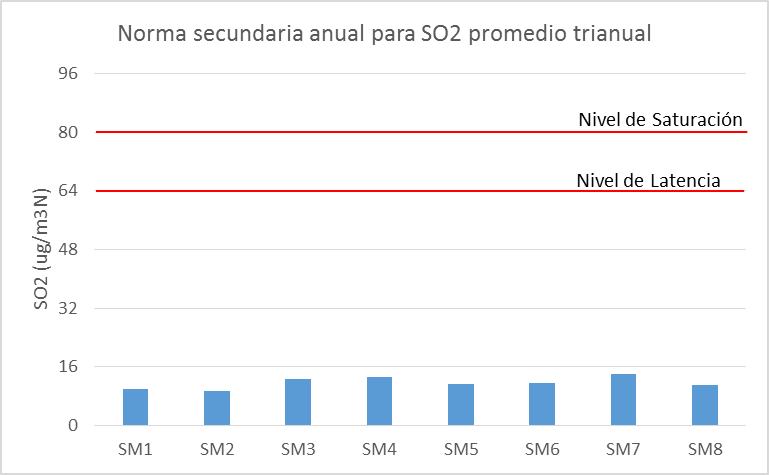 Norma secundaria anual para SO2 promedio trianual
96
Nivel de Saturación
80
Nivel de Latencia
64
48
32
16
0
SO2 (ug/m3N)
SM1 SM2 SM3 SM4 SM5 SM6 SM7 SM8